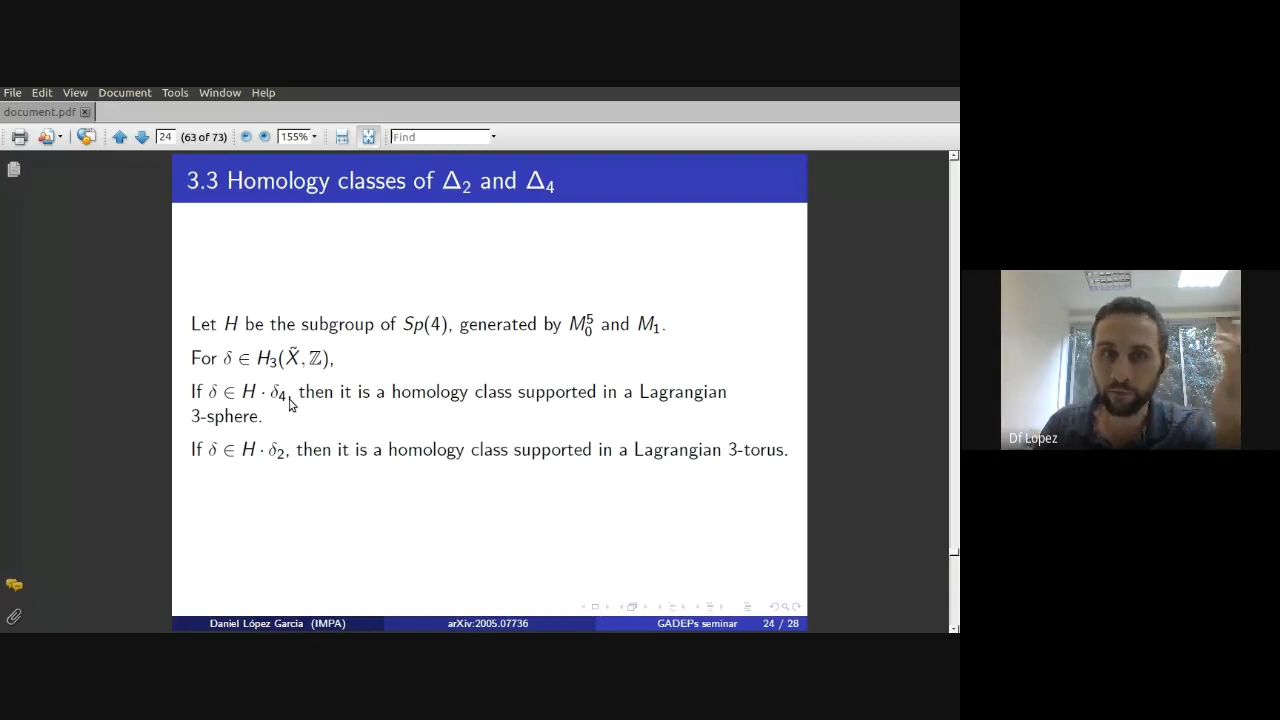 File Edit View Document Tools Window Help
document.pdf
24 (63 of 73) 155% Find
3.3 Homology classes of Δ₂ and Δ₄
Let H be the subgroup of Sp(4), generated by M₀⁵ and M₁.
For δ ∈ H₃(X̃, ℤ),
If δ ∈ H · δ₄, then it is a homology class supported in a Lagrangian
3-sphere.
If δ ∈ H · δ₂, then it is a homology class supported in a Lagrangian 3-torus.
Df Lopez
Daniel López Garcia (IMPA) arXiv:2005.07736 GADEPs seminar 24 / 28